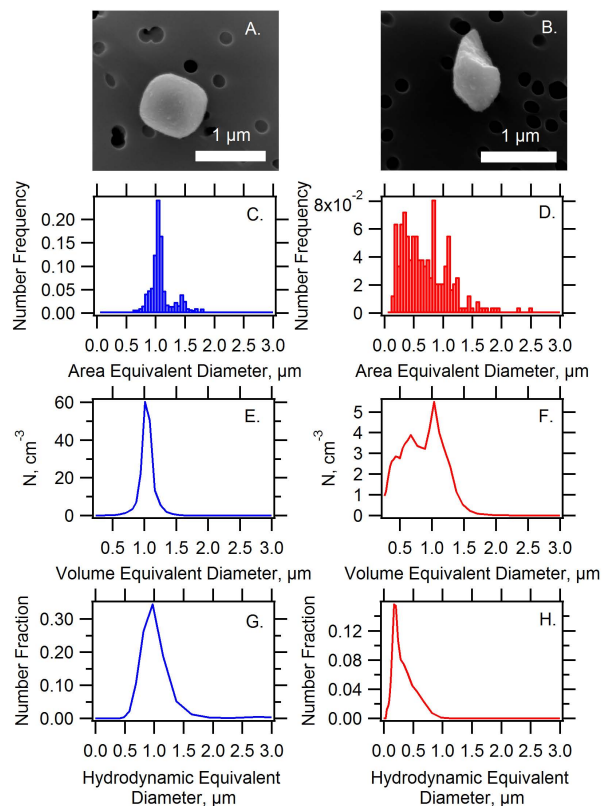 A.
1 µm
B.
1 µm
Number Frequency
0.20
0.15
0.10
0.05
0.00
C.
0.0 0.5 1.0 1.5 2.0 2.5 3.0
Area Equivalent Diameter, µm
Number Frequency
8x10⁻²
6
4
2
0
D.
0.0 0.5 1.0 1.5 2.0 2.5 3.0
Area Equivalent Diameter, µm
N, cm⁻³
60
40
20
0
E.
0.5 1.0 1.5 2.0 2.5 3.0
Volume Equivalent Diameter, µm
N, cm⁻³
5
4
3
2
1
0
F.
0.5 1.0 1.5 2.0 2.5 3.0
Volume Equivalent Diameter, µm
Number Fraction
0.30
0.20
0.10
0.00
G.
0.0 0.5 1.0 1.5 2.0 2.5 3.0
Hydrodynamic Equivalent
Diameter, µm
Number Fraction
0.12
0.08
0.04
0.00
H.
0.0 0.5 1.0 1.5 2.0 2.5 3.0
Hydrodynamic Equivalent
Diameter, µm